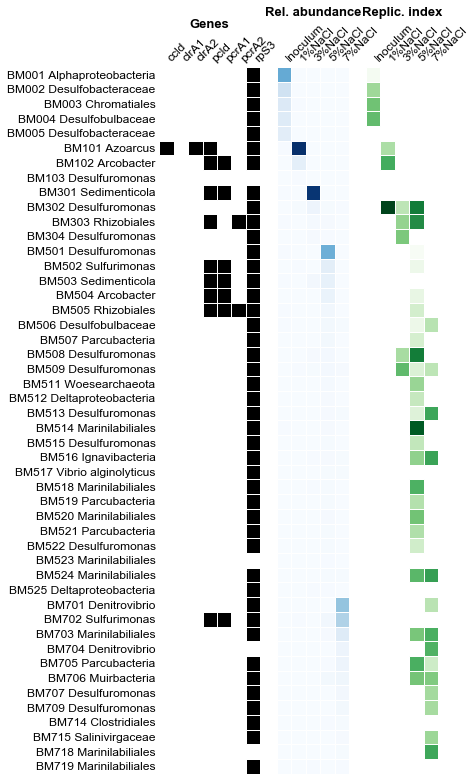 Genes
Rel. abundance
Replic. index
ccld
clrA1
clrA2
pcld
pcrA1
pcrA2
rpS3
Inoculum
1%NaCl
3%NaCl
5%NaCl
7%NaCl
Inoculum
1%NaCl
3%NaCl
5%NaCl
7%NaCl
BM001 Alphaproteobacteria
BM002 Desulfobacteraceae
BM003 Chromatiales
BM004 Desulfobulbaceae
BM005 Desulfobacteraceae
BM101 Azoarcus
BM102 Arcobacter
BM103 Desulfuromonas
BM301 Sedimenticola
BM302 Desulfuromonas
BM303 Rhizobiales
BM304 Desulfuromonas
BM501 Desulfuromonas
BM502 Sulfurimonas
BM503 Sedimenticola
BM504 Arcobacter
BM505 Rhizobiales
BM506 Desulfobulbaceae
BM507 Parcubacteria
BM508 Desulfuromonas
BM509 Desulfuromonas
BM511 Woesearchaeota
BM512 Deltaproteobacteria
BM513 Desulfuromonas
BM514 Marinilabiliales
BM515 Desulfuromonas
BM516 Ignavibacteria
BM517 Vibrio alginolyticus
BM518 Marinilabiliales
BM519 Parcubacteria
BM520 Marinilabiliales
BM521 Parcubacteria
BM522 Desulfuromonas
BM523 Marinilabiliales
BM524 Marinilabiliales
BM525 Deltaproteobacteria
BM701 Denitrovibrio
BM702 Sulfurimonas
BM703 Marinilabiliales
BM704 Denitrovibrio
BM705 Parcubacteria
BM706 Muirbacteria
BM707 Desulfuromonas
BM709 Desulfuromonas
BM714 Clostridiales
BM715 Salinivirgaceae
BM718 Marinilabiliales
BM719 Marinilabiliales